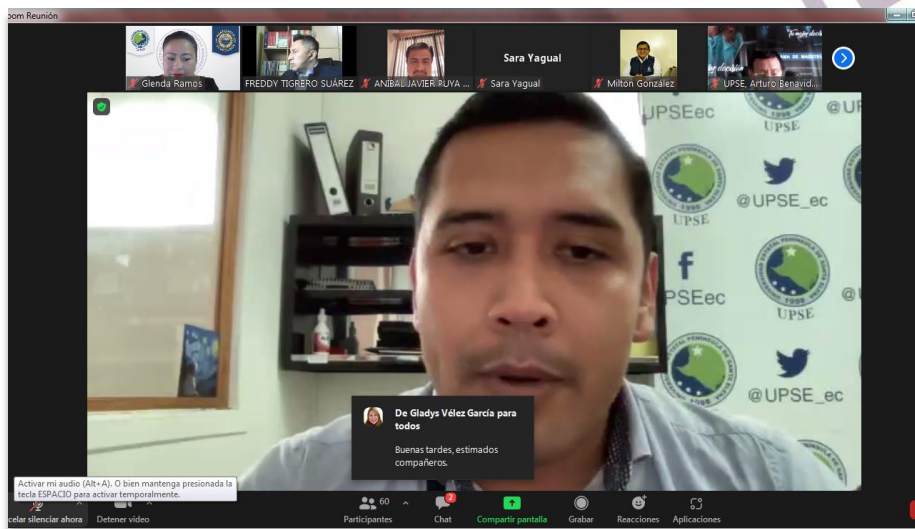 oom Reunión
Glenda Ramos
FREDDY TIGRERO SUÁREZ
ANIBAL JAVIER PUYA ...
Sara Yagual
Sara Yagual
Milton González
UPSE, Arturo Benavid...
UPSEec
UPSE
@UP
@UPSE_ec
UPSE
PSEec
UPSE
@UPSE_ec
De Gladys Vélez García para
todos
Buenas tardes, estimados
compañeros.
Activar mi audio (Alt+A). O bien mantenga presionada la
tecla ESPACIO para activar temporalmente.
celar silenciar ahora
Detener video
60
Participantes
2
Chat
Compartir pantalla
Grabar
Reacciones
Aplicaciones